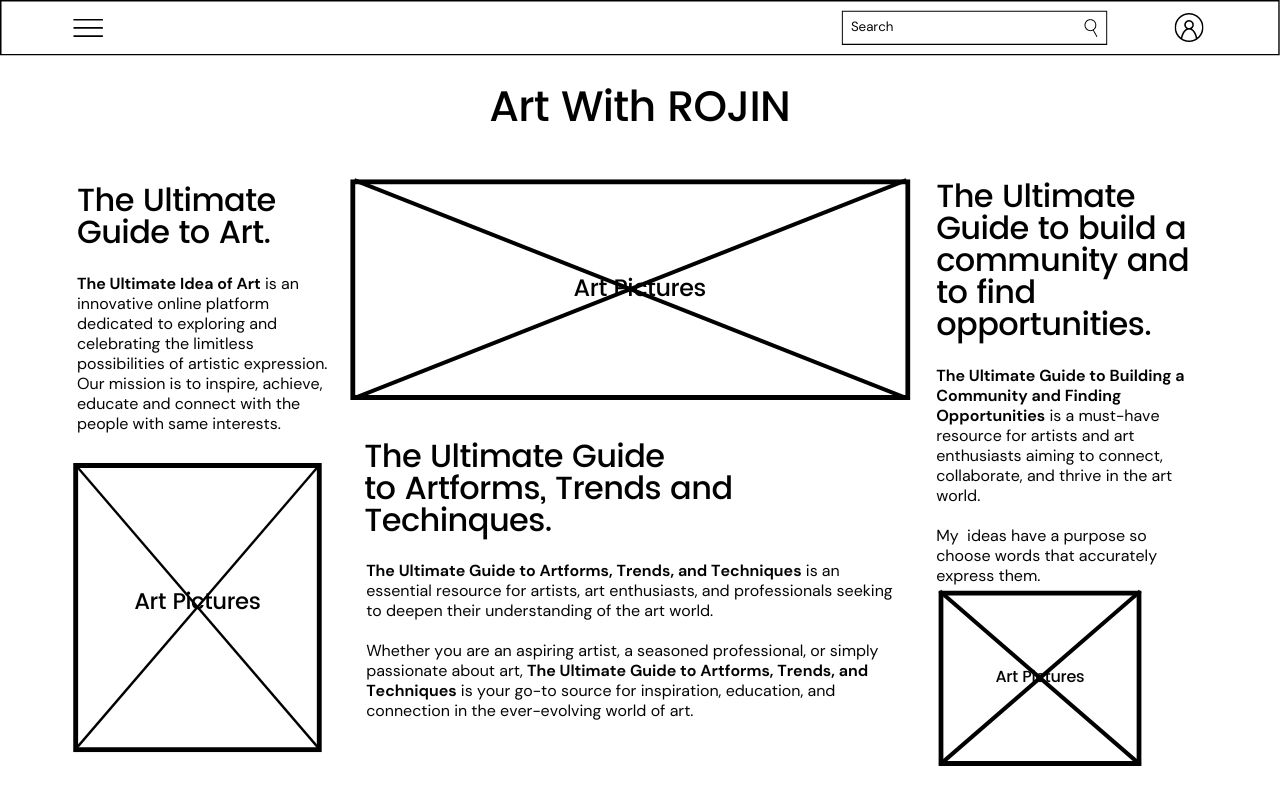 Search
Art With ROJIN
The Ultimate
Guide to Art.
The Ultimate Idea of Art is an
innovative online platform
dedicated to exploring and
celebrating the limitless
possibilities of artistic expression.
Our mission is to inspire, achieve,
educate and connect with the
people with same interests.
Art Pictures
Art Pictures
The Ultimate Guide
to Artforms, Trends and
Techinques.
The Ultimate Guide to Artforms, Trends, and Techniques is an
essential resource for artists, art enthusiasts, and professionals seeking
to deepen their understanding of the art world.
Whether you are an aspiring artist, a seasoned professional, or simply
passionate about art, The Ultimate Guide to Artforms, Trends, and
Techniques is your go-to source for inspiration, education, and
connection in the ever-evolving world of art.
The Ultimate
Guide to build a
community and
to find
opportunities.
The Ultimate Guide to Building a
Community and Finding
Opportunities is a must-have
resource for artists and art
enthusiasts aiming to connect,
collaborate, and thrive in the art
world.
My  ideas have a purpose so
choose words that accurately
express them.
Art Pictures